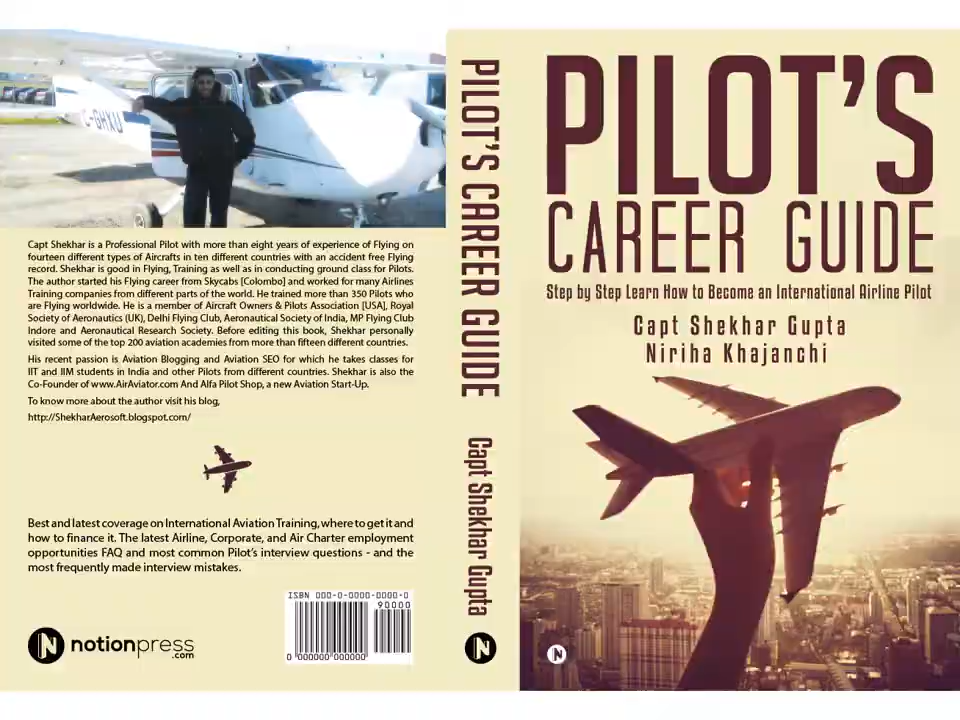 C-GHXU
Capt Shekhar is a Professional Pilot with more than eight years of experience of Flying on
fourteen different types of Aircrafts in ten different countries with an accident free Flying
record. Shekhar is good in Flying, Training as well as in conducting ground class for Pilots.
The author started his Flying career from Skycabs [Colombo] and worked for many Airlines
Training companies from different parts of the world. He trained more than 350 Pilots who
are Flying worldwide. He is a member of Aircraft Owners & Pilots Association [USA], Royal
Society of Aeronautics (UK), Delhi Flying Club, Aeronautical Society of India, MP Flying Club
Indore and Aeronautical Research Society. Before editing this book, Shekhar personally
visited some of the top 200 aviation academies from more than fifteen different countries.
His recent passion is Aviation Blogging and Aviation SEO for which he takes classes for
IIT and IIM students in India and other Pilots from different countries. Shekhar is also the
Co-Founder of www.AirAviator.com And Alfa Pilot Shop, a new Aviation Start-Up.
To know more about the author visit his blog,
http://ShekharAerosoft.blogspot.com/
Best and latest coverage on International Aviation Training, where to get it and
how to finance it. The latest Airline, Corporate, and Air Charter employment
opportunities FAQ and most common Pilot's interview questions - and the
most frequently made interview mistakes.
N notionpress
.com
ISBN 000-0-0000-0000-0
90000
0 000000 000000
PILOT'S CAREER GUIDE
Capt Shekhar Gupta
N
PILOT'S
CAREER GUIDE
Step by Step Learn How to Become an International Airline Pilot
Capt Shekhar Gupta
Niriha Khajanchi
N